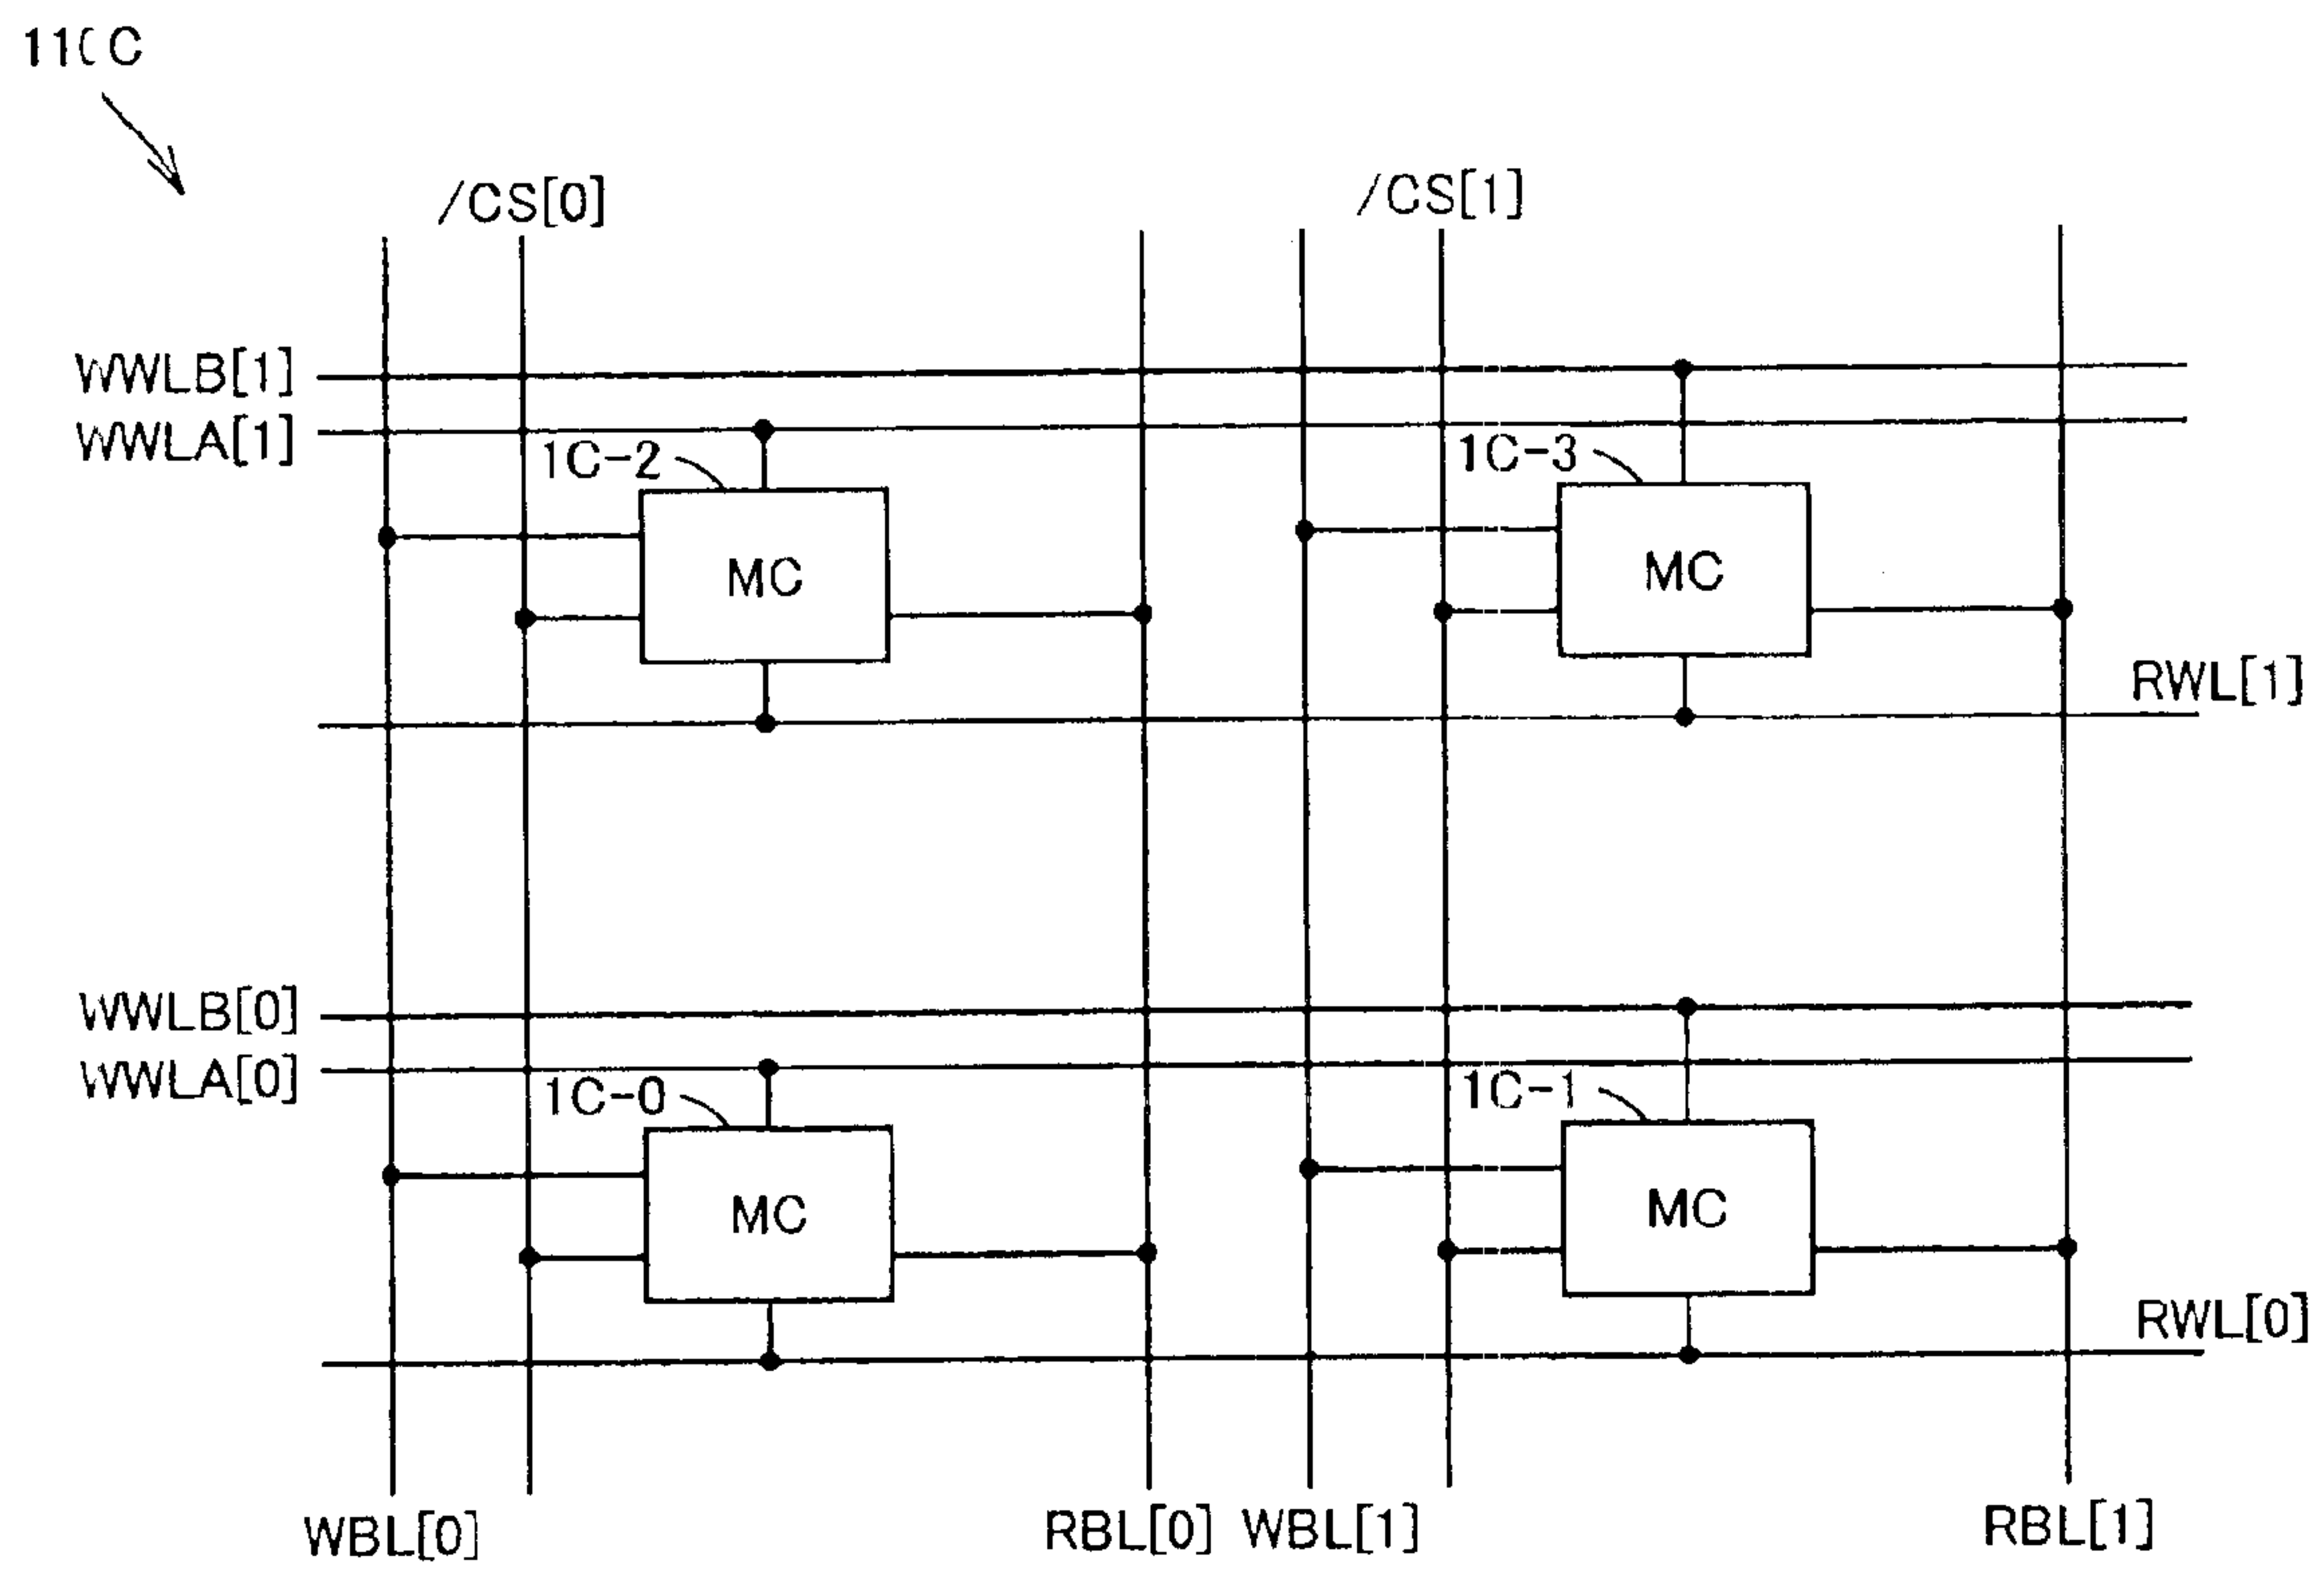 /CS[0] /CS[1]
WWLB[1]
WWLA[1]
1C-2 1C-3
MC MC
RWL[1]
WWLB[0]
WWLA[0]
1C-0 1C-1
MC MC
RWL[0]
WBL[0] RBL[0] WBL[1] RBL[1]